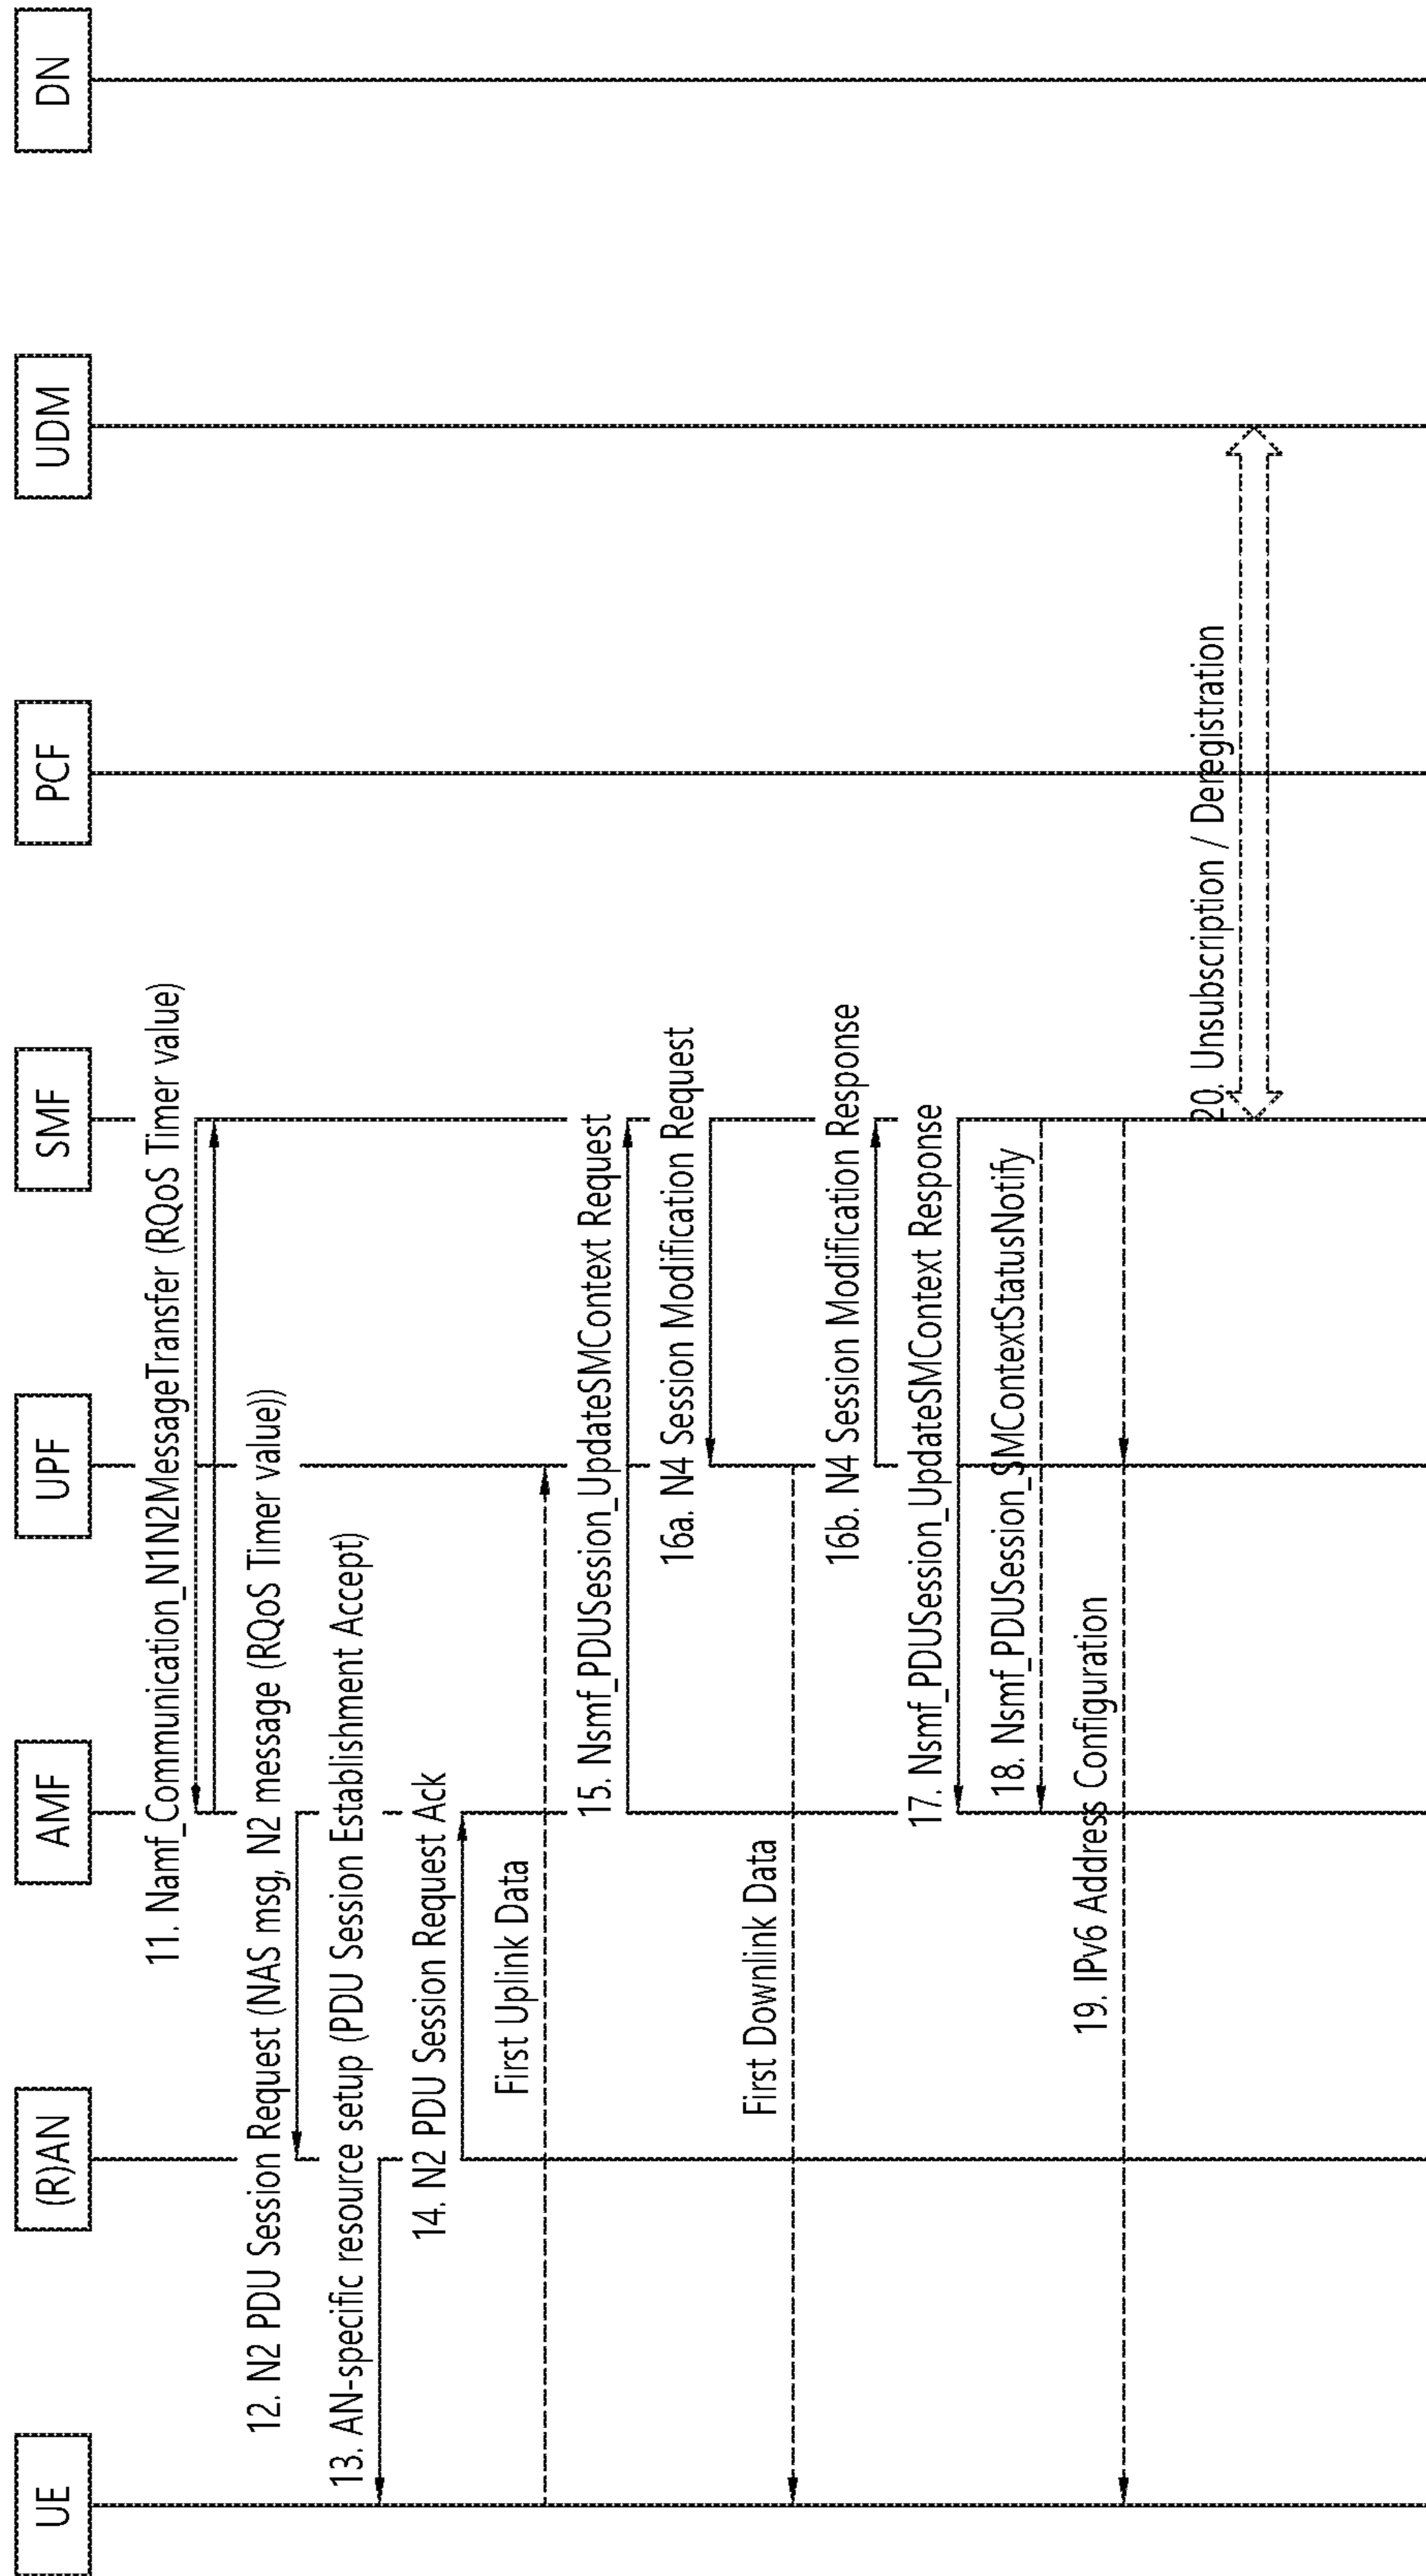 UE
(R)AN
AMF
UPF
SMF
PCF
UDM
DN
11. Namf_Communication_N1N2MessageTransfer (RQoS Timer value)
12. N2 PDU Session Request (NAS msg, N2 message (RQoS Timer value))
13. AN-specific resource setup (PDU Session Establishment Accept)
14. N2 PDU Session Request Ack
First Uplink Data
15. Nsmf_PDUSession_UpdateSMContext Request
16a. N4 Session Modification Request
First Downlink Data
16b. N4 Session Modification Response
17. Nsmf_PDUSession_UpdateSMContext Response
18. Nsmf_PDUSession_SMContextStatusNotify
19. IPv6 Address Configuration
20. Unsubscription / Deregistration